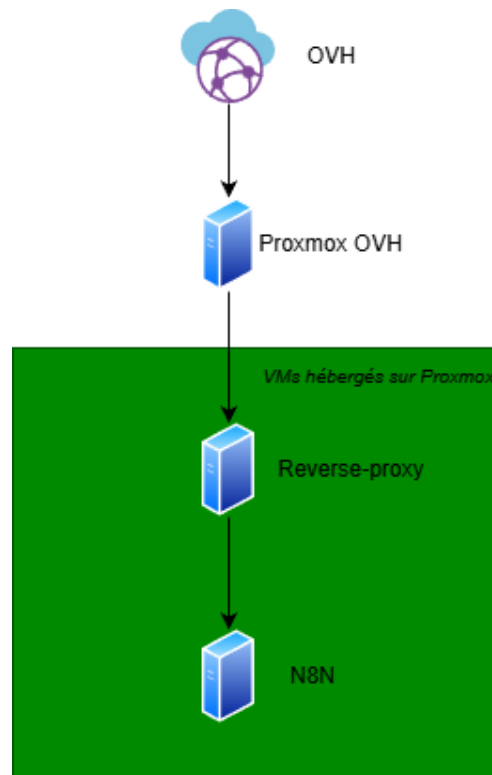 OVH
Proxmox OVH
VMs hébergés sur Proxmox
Reverse-proxy
N8N